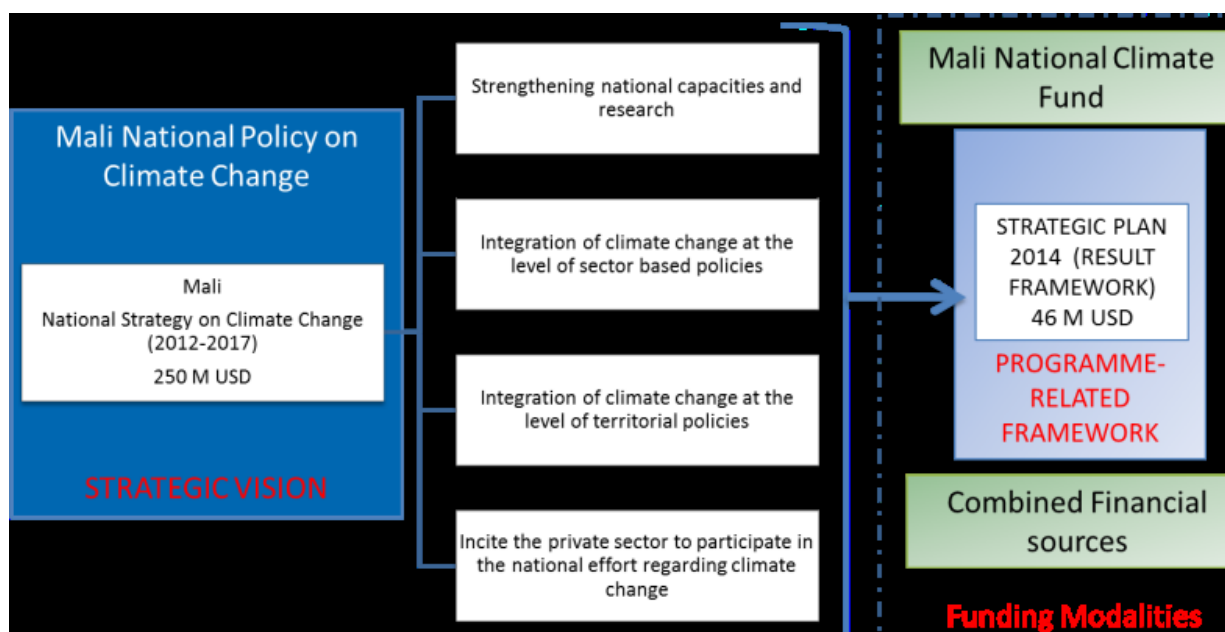 Mali National Policy on
Climate Change
Mali
National Strategy on Climate Change
(2012-2017)
250 M USD
STRATEGIC VISION
Strengthening national capacities and
research
Integration of climate change at the
level of sector based policies
Integration of climate change at the
level of territorial policies
Incite the private sector to participate in
the national effort regarding climate
change
Mali National Climate
Fund
STRATEGIC PLAN
2014 (RESULT
FRAMEWORK)
46 M USD
PROGRAMME-
RELATED
FRAMEWORK
Combined Financial
sources
Funding Modalities